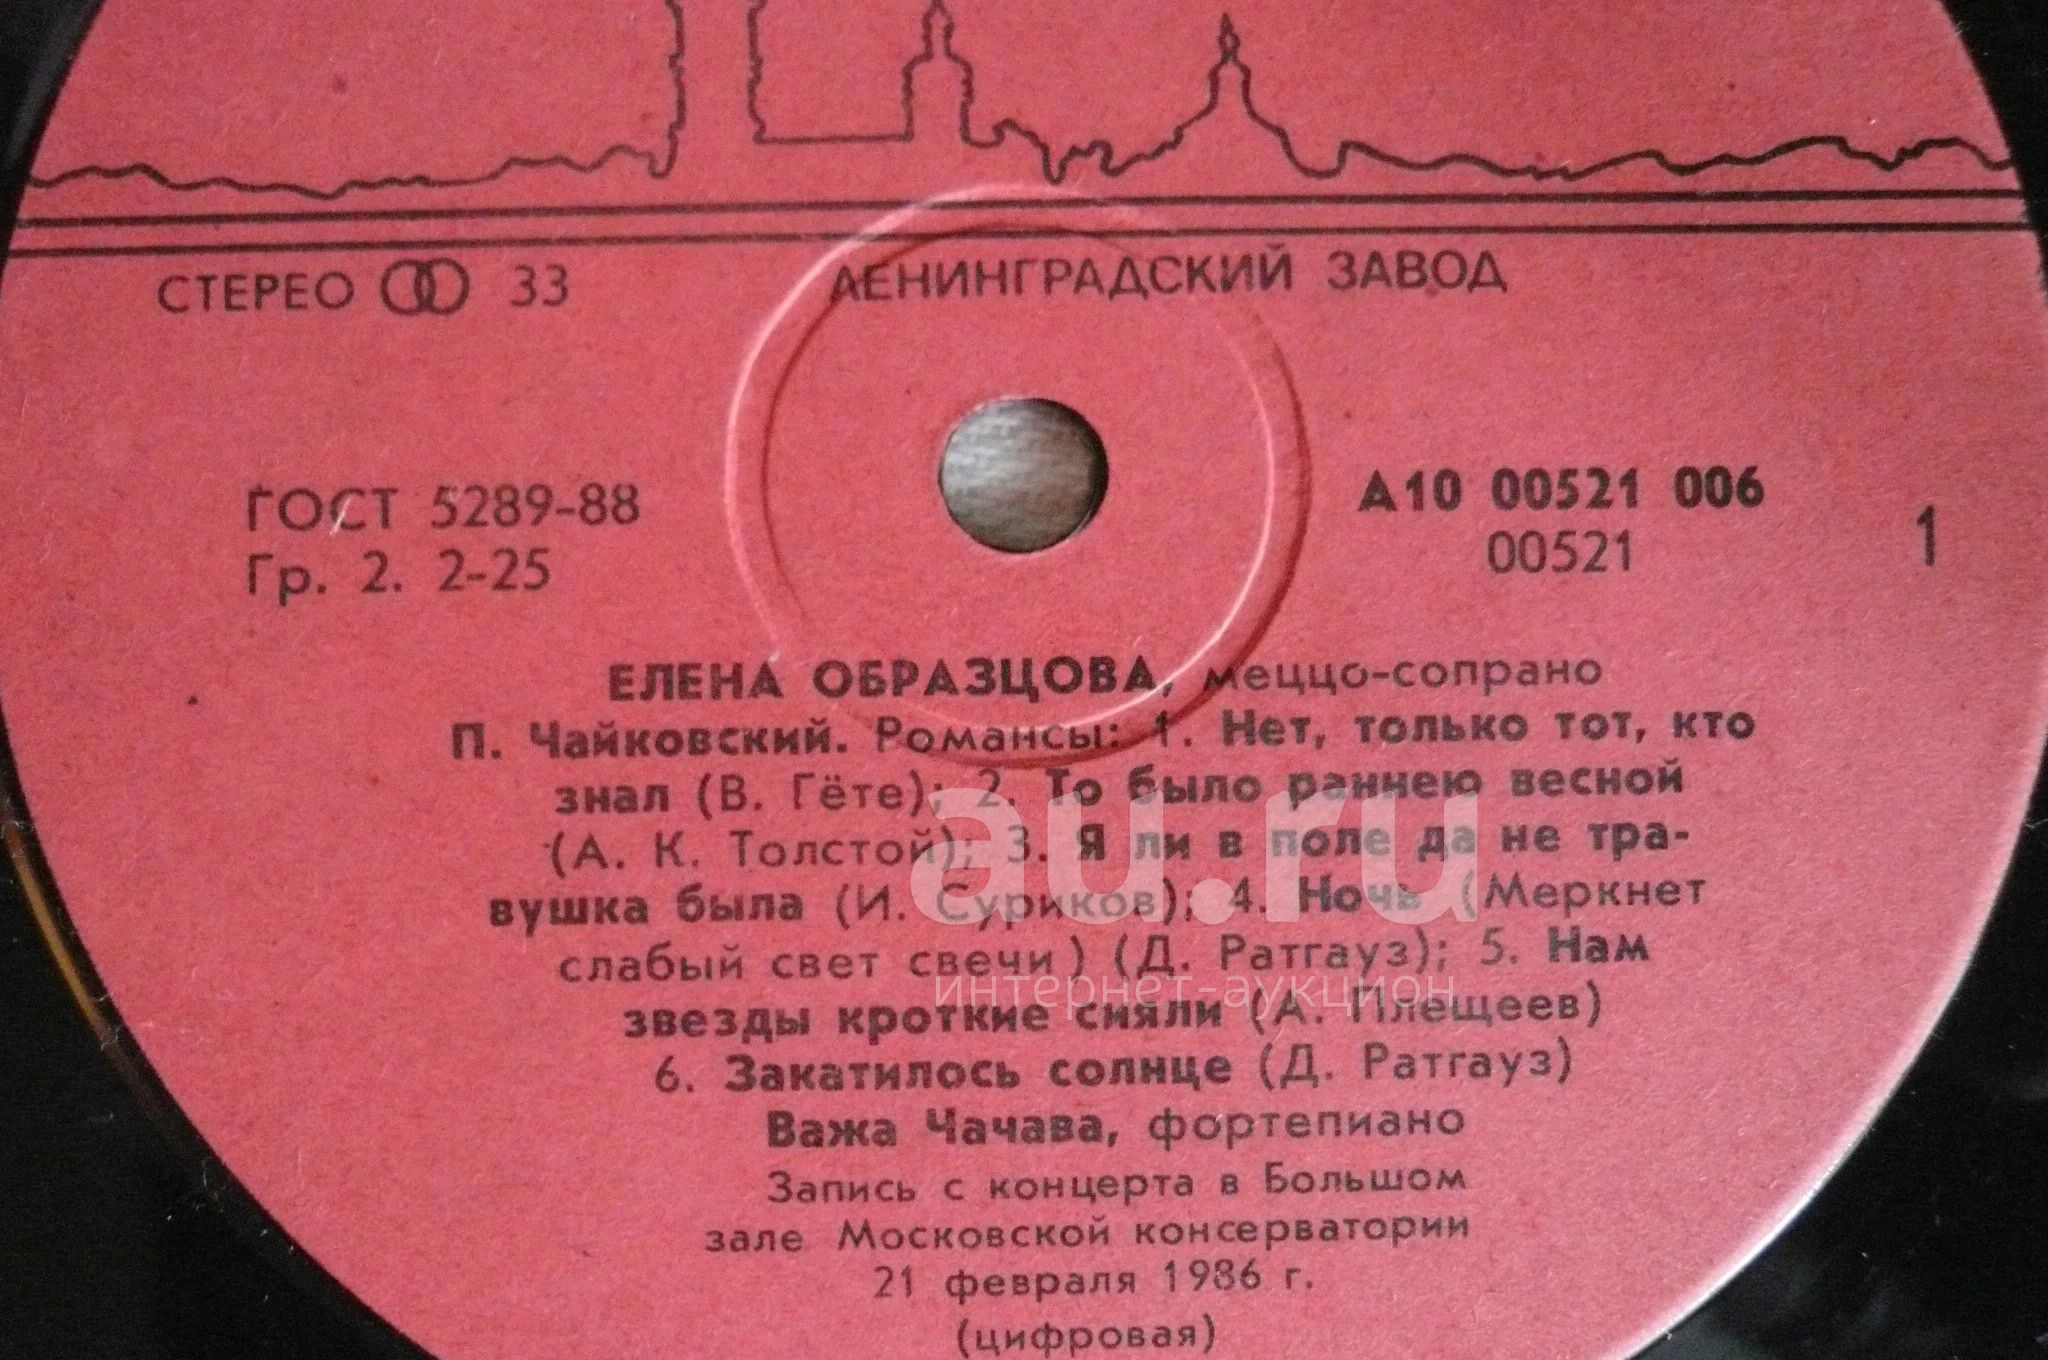 СТЕРЕО 33 ЛЕНИНГРАДСКИЙ ЗАВОД
ГОСТ 5289-88
Гр. 2. 2-25
А10 00521 006
00521
1
ЕЛЕНА ОБРАЗЦОВА, меццо-сопрано
П. Чайковский. Романсы: 1. Нет, только тот, кто
знал (В. Гёте); 2. То было раннею весной
(А. К. Толстой); 3. Я ли в поле да не тра-
вушка была (И. Суриков); 4. Ночь (Меркнет
слабый свет свечи) (Д. Ратгауз); 5. Нам
звезды кроткие сияли (А. Плещеев)
6. Закатилось солнце (Д. Ратгауз)
Важа Чачава, фортепиано
Запись с концерта в Большом
зале Московской консерватории
21 февраля 1986 г.
(цифровая)
au.ru
интернет-аукцион